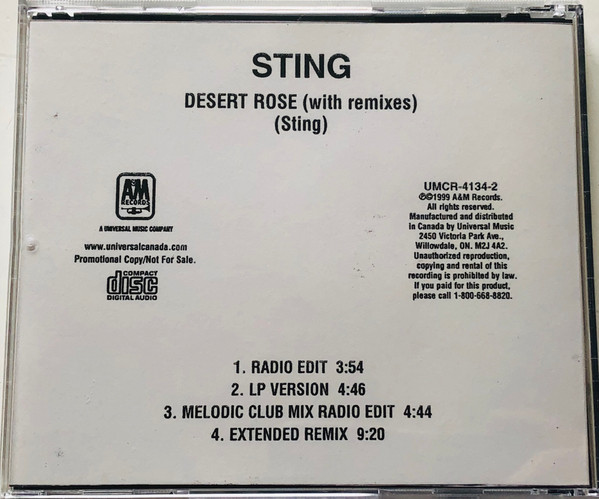 STING
DESERT ROSE (with remixes)
(Sting)
A&M
RECORDS
A UNIVERSAL MUSIC COMPANY
www.universalcanada.com
Promotional Copy/Not For Sale.
COMPACT
disc
DIGITAL AUDIO
UMCR-4134-2
℗©1999 A&M Records.
All rights reserved.
Manufactured and distributed
in Canada by Universal Music
2450 Victoria Park Ave.,
Willowdale, ON. M2J 4A2.
Unauthorized reproduction,
copying and rental of this
recording is prohibited by law.
If you paid for this product,
please call 1-800-668-8820.
1. RADIO EDIT 3:54
2. LP VERSION 4:46
3. MELODIC CLUB MIX RADIO EDIT 4:44
4. EXTENDED REMIX 9:20